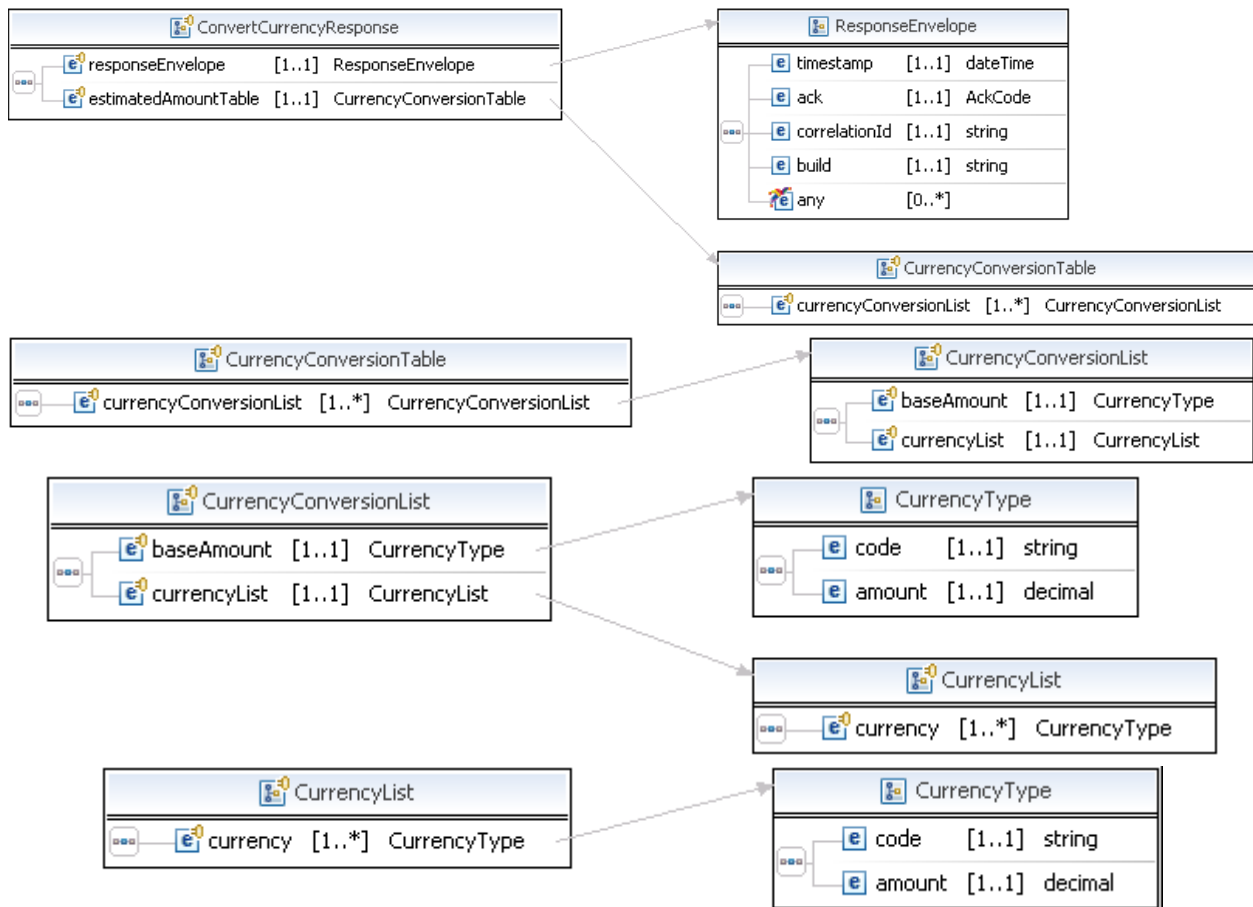 ConvertCurrencyResponse
responseEnvelope [1..1] ResponseEnvelope
estimatedAmountTable [1..1] CurrencyConversionTable
ResponseEnvelope
timestamp [1..1] dateTime
ack [1..1] AckCode
correlationId [1..1] string
build [1..1] string
any [0..*]
CurrencyConversionTable
currencyConversionList [1..*] CurrencyConversionList
CurrencyConversionTable
currencyConversionList [1..*] CurrencyConversionList
CurrencyConversionList
baseAmount [1..1] CurrencyType
currencyList [1..1] CurrencyList
CurrencyConversionList
baseAmount [1..1] CurrencyType
currencyList [1..1] CurrencyList
CurrencyType
code [1..1] string
amount [1..1] decimal
CurrencyList
currency [1..*] CurrencyType
CurrencyList
currency [1..*] CurrencyType
CurrencyType
code [1..1] string
amount [1..1] decimal